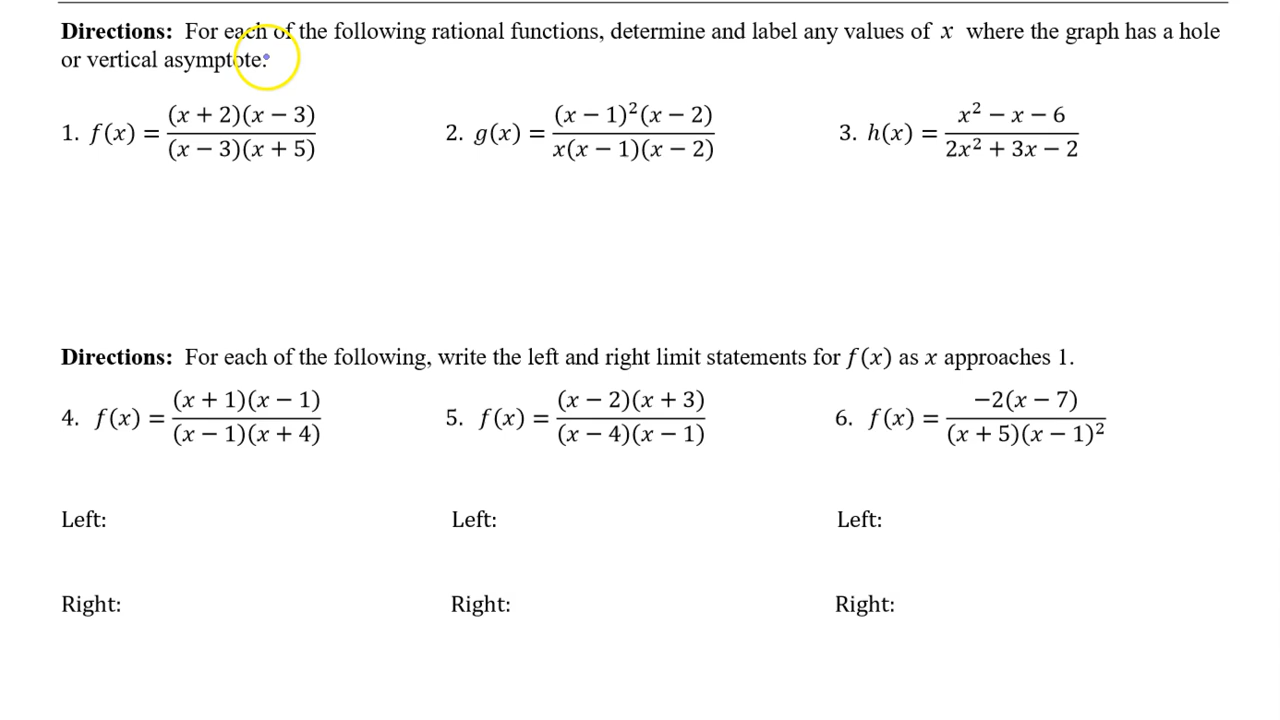 Directions: For each of the following rational functions, determine and label any values of x where the graph has a hole
or vertical asymptote:
1. f(x) = (x + 2)(x − 3) / (x − 3)(x + 5)
2. g(x) = (x − 1)²(x − 2) / x(x − 1)(x − 2)
3. h(x) = x² − x − 6 / 2x² + 3x − 2
Directions: For each of the following, write the left and right limit statements for f(x) as x approaches 1.
4. f(x) = (x + 1)(x − 1) / (x − 1)(x + 4)
5. f(x) = (x − 2)(x + 3) / (x − 4)(x − 1)
6. f(x) = −2(x − 7) / (x + 5)(x − 1)²
Left: Left: Left:
Right: Right: Right: